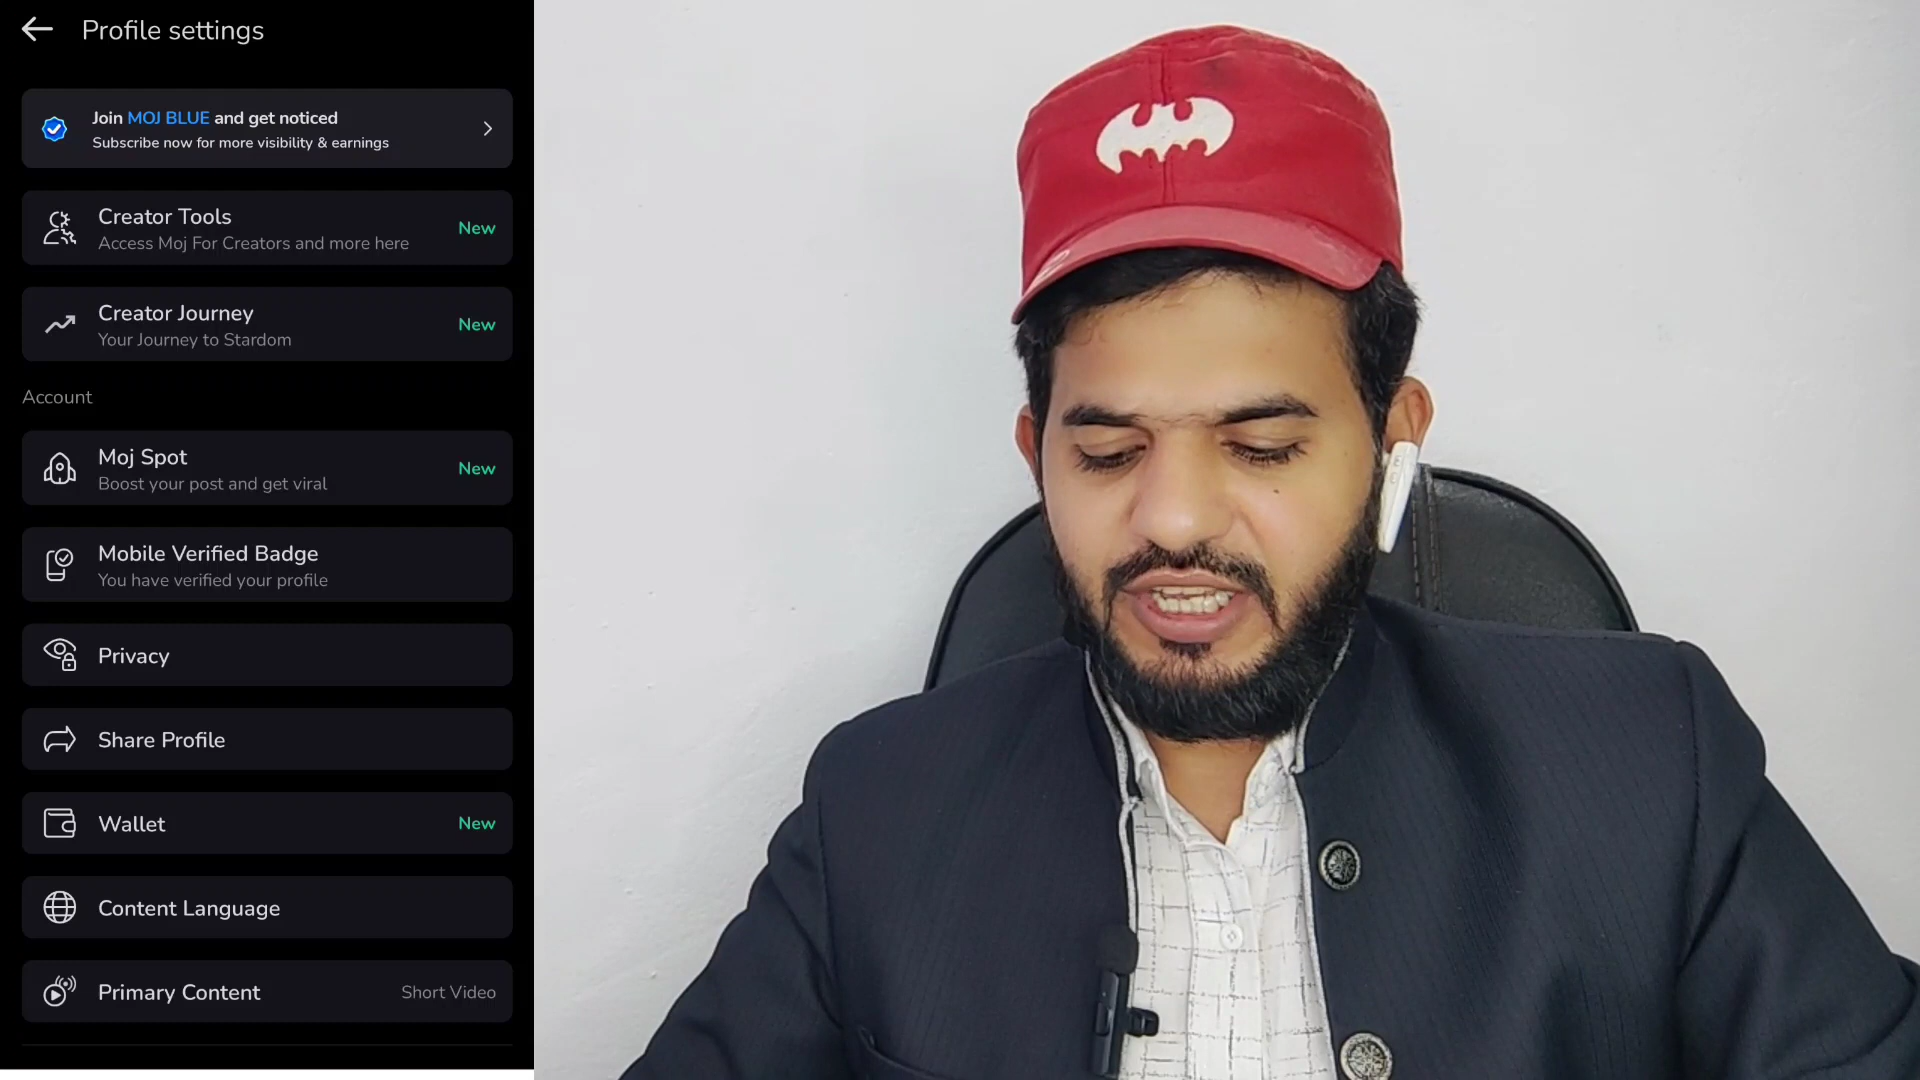 Profile settings
Join MOJ BLUE and get noticed
Subscribe now for more visibility & earnings
Creator Tools
New
Access Moj For Creators and more here
Creator Journey
New
Your Journey to Stardom
Account
Moj Spot
New
Boost your post and get viral
Mobile Verified Badge
You have verified your profile
Privacy
Share Profile
Wallet
New
Content Language
Primary Content
Short Video